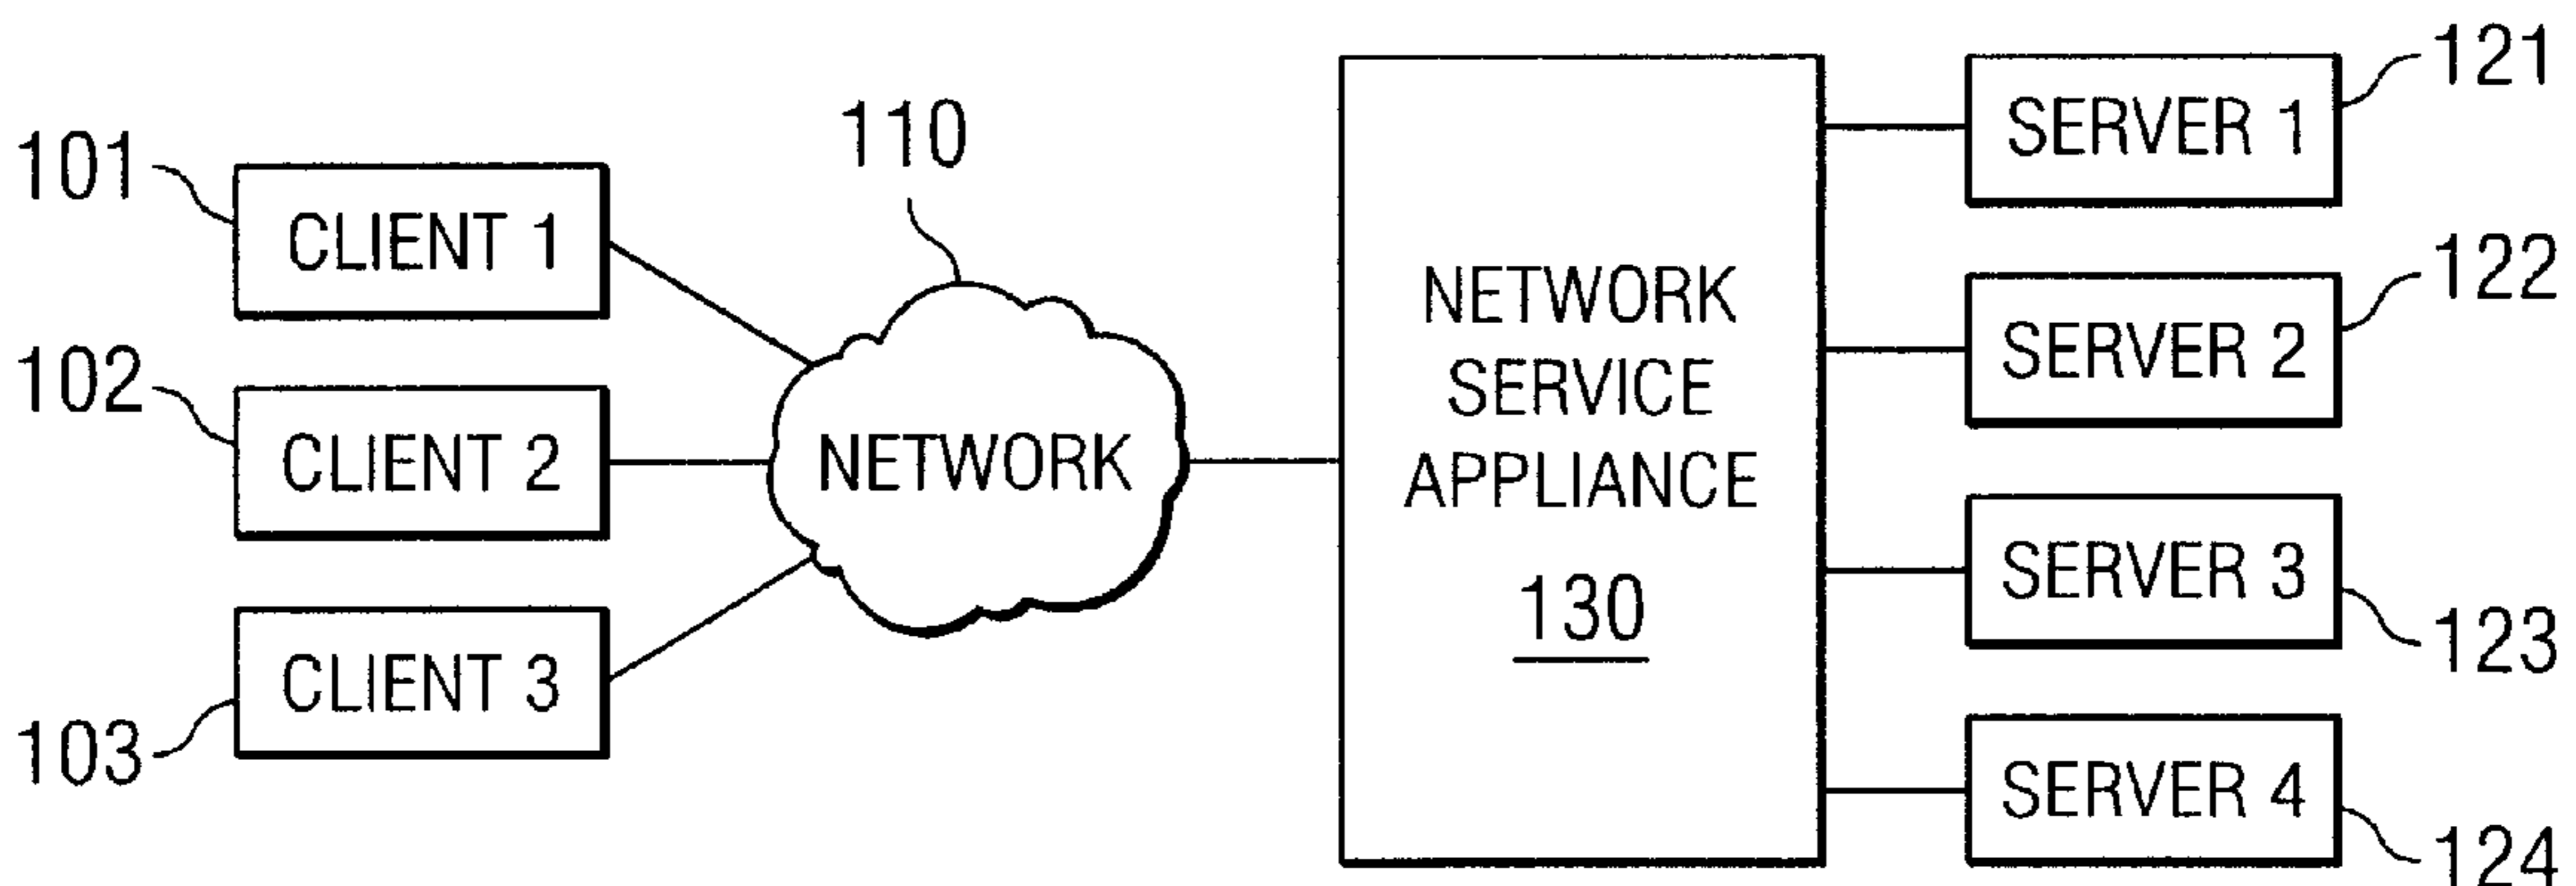 101
CLIENT 1
102
CLIENT 2
103
CLIENT 3
110
NETWORK
NETWORK
SERVICE
APPLIANCE
130
SERVER 1
121
SERVER 2
122
SERVER 3
123
SERVER 4
124